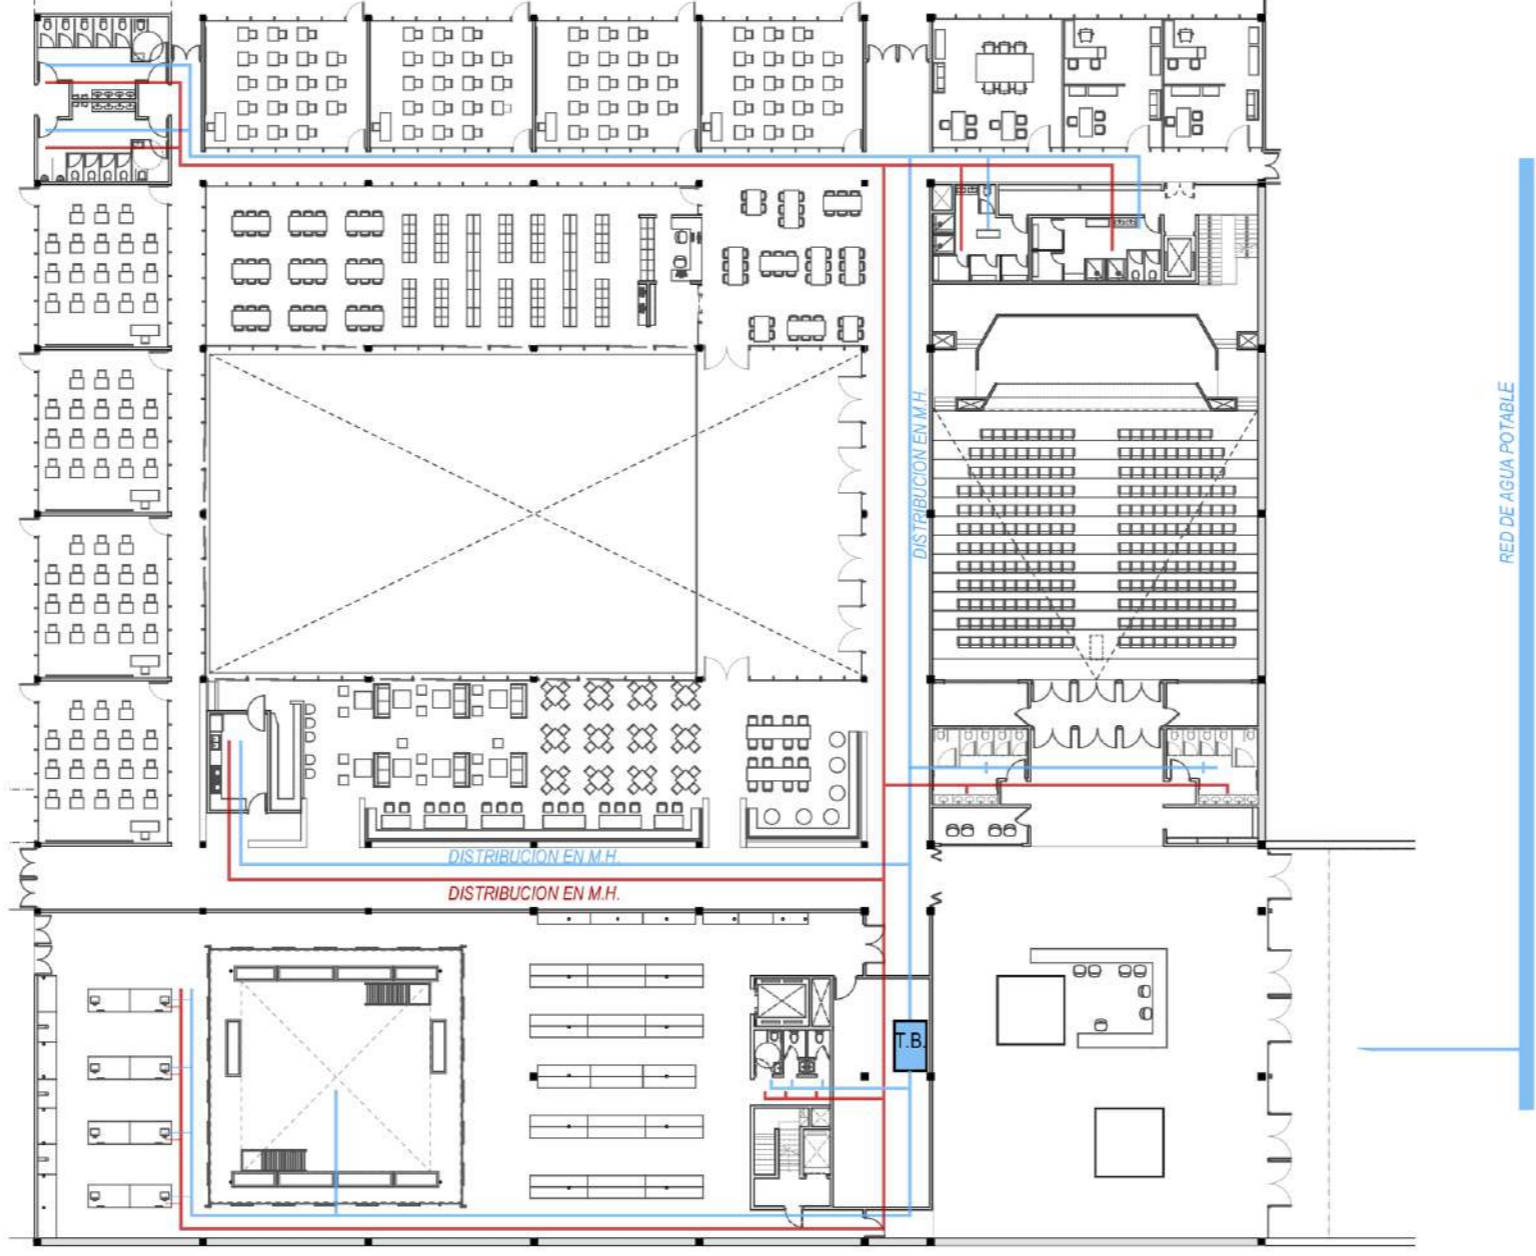 DISTRIBUCION EN M.H.
RED DE AGUA POTABLE
DISTRIBUCION EN M.H.
DISTRIBUCION EN M.H.
T.B.